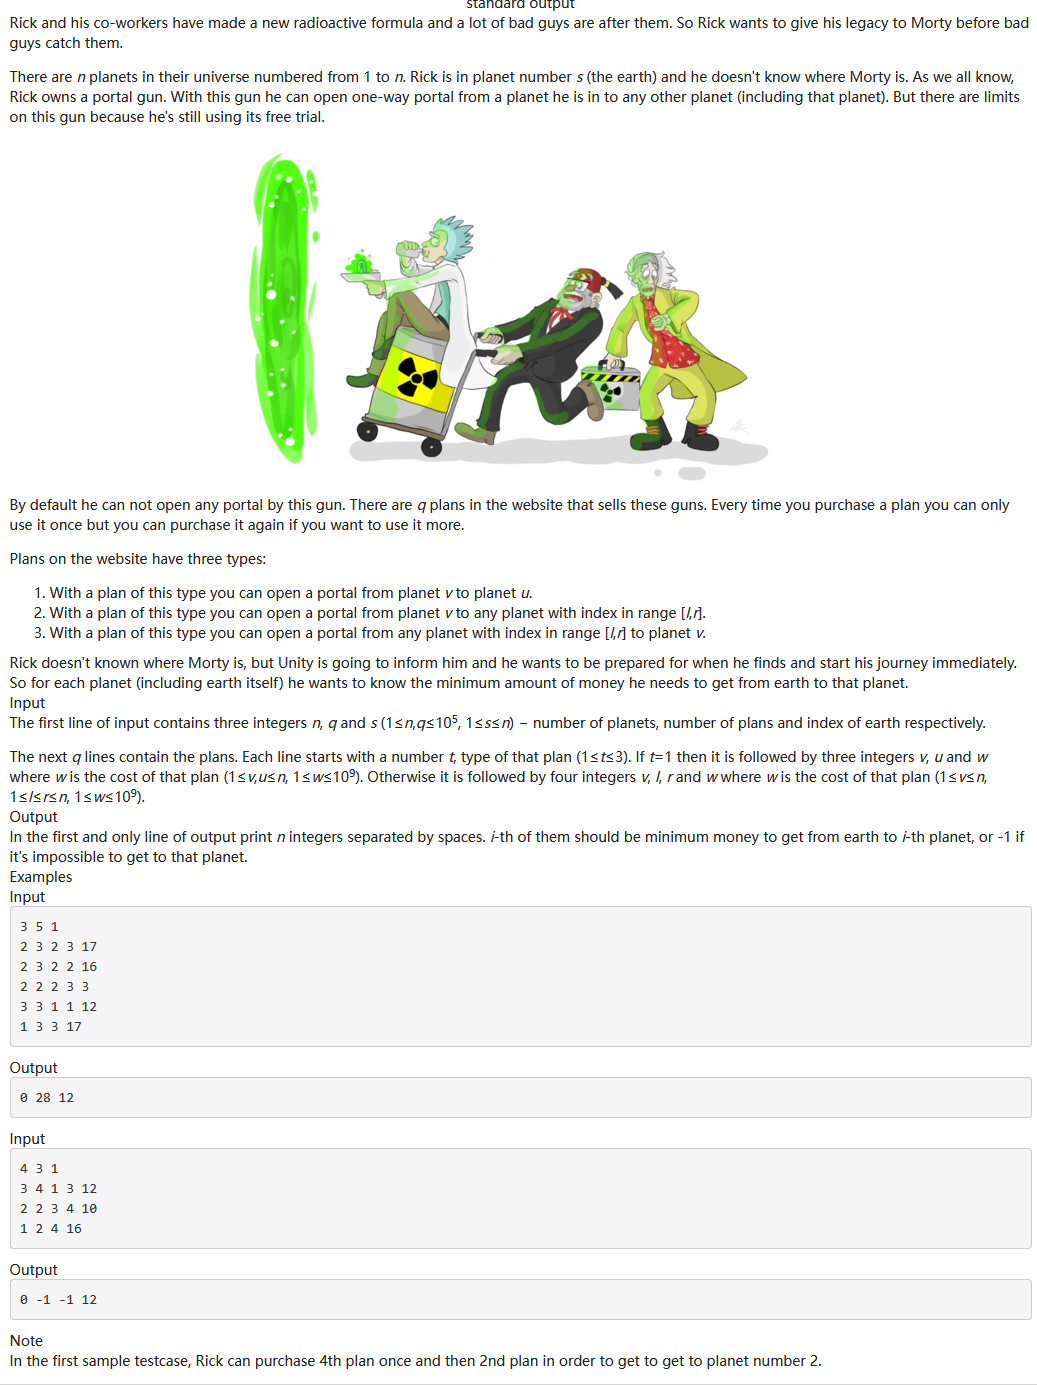 standard output
Rick and his co-workers have made a new radioactive formula and a lot of bad guys are after them. So Rick wants to give his legacy to Morty before bad
guys catch them.
There are n planets in their universe numbered from 1 to n. Rick is in planet number s (the earth) and he doesn't know where Morty is. As we all know,
Rick owns a portal gun. With this gun he can open one-way portal from a planet he is in to any other planet (including that planet). But there are limits
on this gun because he's still using its free trial.
By default he can not open any portal by this gun. There are q plans in the website that sells these guns. Every time you purchase a plan you can only
use it once but you can purchase it again if you want to use it more.
Plans on the website have three types:
1. With a plan of this type you can open a portal from planet v to planet u.
2. With a plan of this type you can open a portal from planet v to any planet with index in range [l,r].
3. With a plan of this type you can open a portal from any planet with index in range [l,r] to planet v.
Rick doesn't known where Morty is, but Unity is going to inform him and he wants to be prepared for when he finds and start his journey immediately.
So for each planet (including earth itself) he wants to know the minimum amount of money he needs to get from earth to that planet.
Input
The first line of input contains three integers n, q and s (1≤n,q≤10⁵, 1≤s≤n) − number of planets, number of plans and index of earth respectively.
The next q lines contain the plans. Each line starts with a number t, type of that plan (1≤t≤3). If t=1 then it is followed by three integers v, u and w
where w is the cost of that plan (1≤v,u≤n, 1≤w≤10⁹). Otherwise it is followed by four integers v, l, r and w where w is the cost of that plan (1≤v≤n,
1≤l≤r≤n, 1≤w≤10⁹).
Output
In the first and only line of output print n integers separated by spaces. i-th of them should be minimum money to get from earth to i-th planet, or -1 if
it's impossible to get to that planet.
Examples
Input
3 5 1
2 3 2 3 17
2 3 2 2 16
2 2 2 3 3
3 3 1 1 12
1 3 3 17
Output
0 28 12
Input
4 3 1
3 4 1 3 12
2 2 3 4 10
1 2 4 16
Output
0 -1 -1 12
Note
In the first sample testcase, Rick can purchase 4th plan once and then 2nd plan in order to get to get to planet number 2.